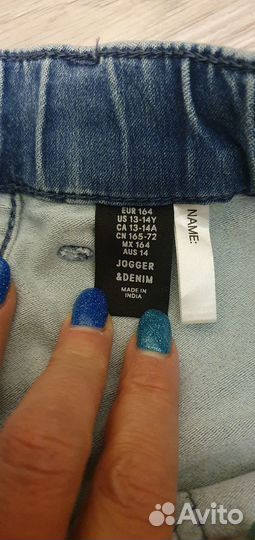 EUR 164
US 13-14Y
CA 13-14A
CN 165-72
MX 164
AUS 14
JOGGER
&DENIM
MADE IN
INDIA
NAME:
Avito